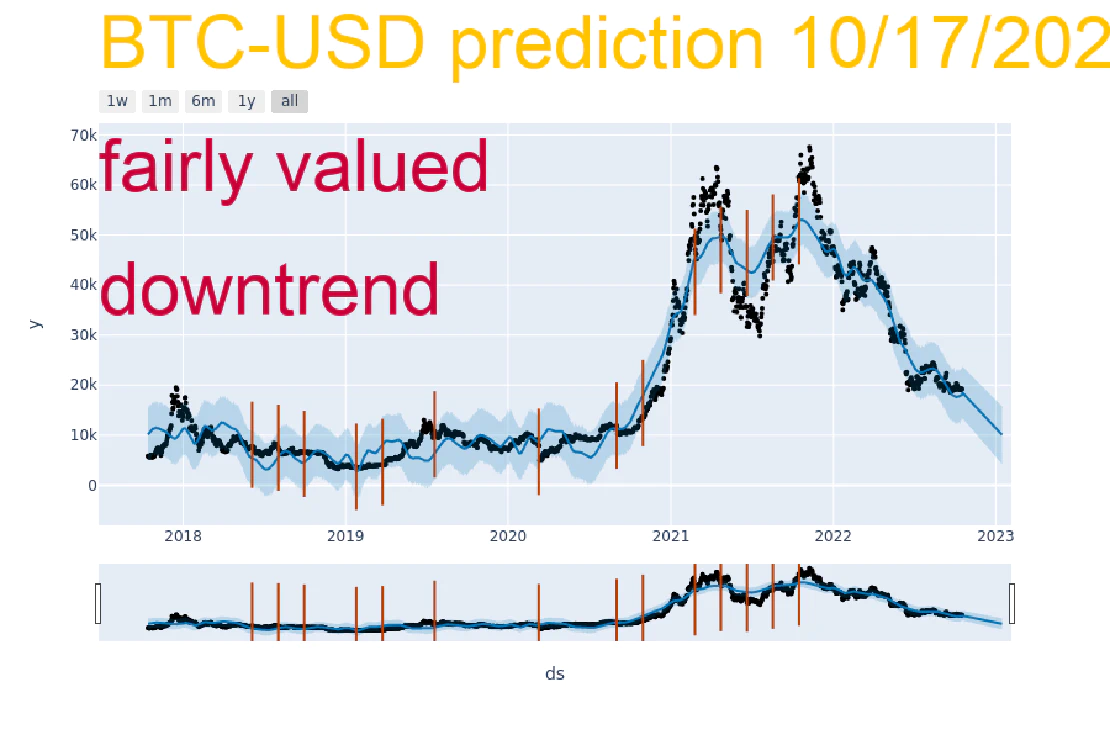 BTC-USD prediction 10/17/202
1w 1m 6m 1y all
70k
fairly valued
60k
50k
40k
downtrend
y
30k
20k
10k
0
2018 2019 2020 2021 2022 2023
ds